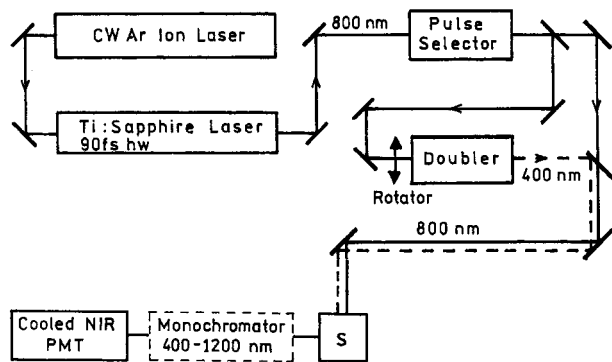 CW Ar Ion Laser
800 nm
Pulse
Selector
Ti:Sapphire Laser
90fs hw
Doubler
400 nm
Rotator
800 nm
Cooled NIR
PMT
Monochromator
400-1200 nm
S